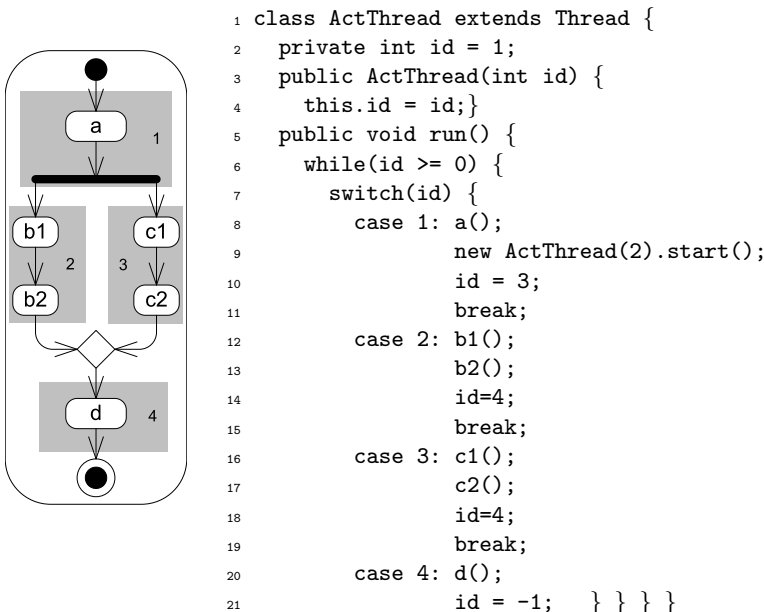 a
1
b1
c1
2
3
b2
c2
d
4
1 class ActThread extends Thread {
2 private int id = 1;
3 public ActThread(int id) {
4 this.id = id;}
5 public void run() {
6 while(id >= 0) {
7 switch(id) {
8 case 1: a();
9 new ActThread(2).start();
10 id = 3;
11 break;
12 case 2: b1();
13 b2();
14 id=4;
15 break;
16 case 3: c1();
17 c2();
18 id=4;
19 break;
20 case 4: d();
21 id = -1; } } } }